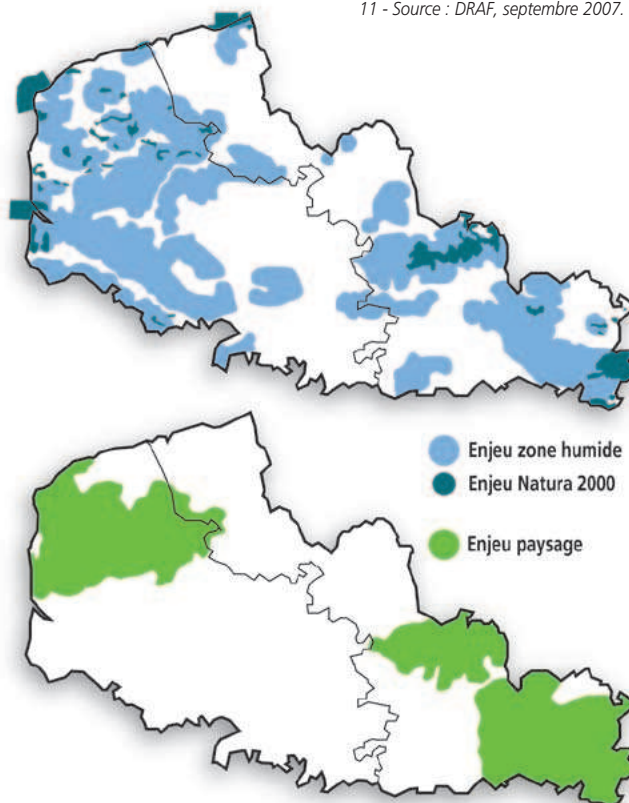 11 - Source : DRAF, septembre 2007.
Enjeu zone humide
Enjeu Natura 2000
Enjeu paysage